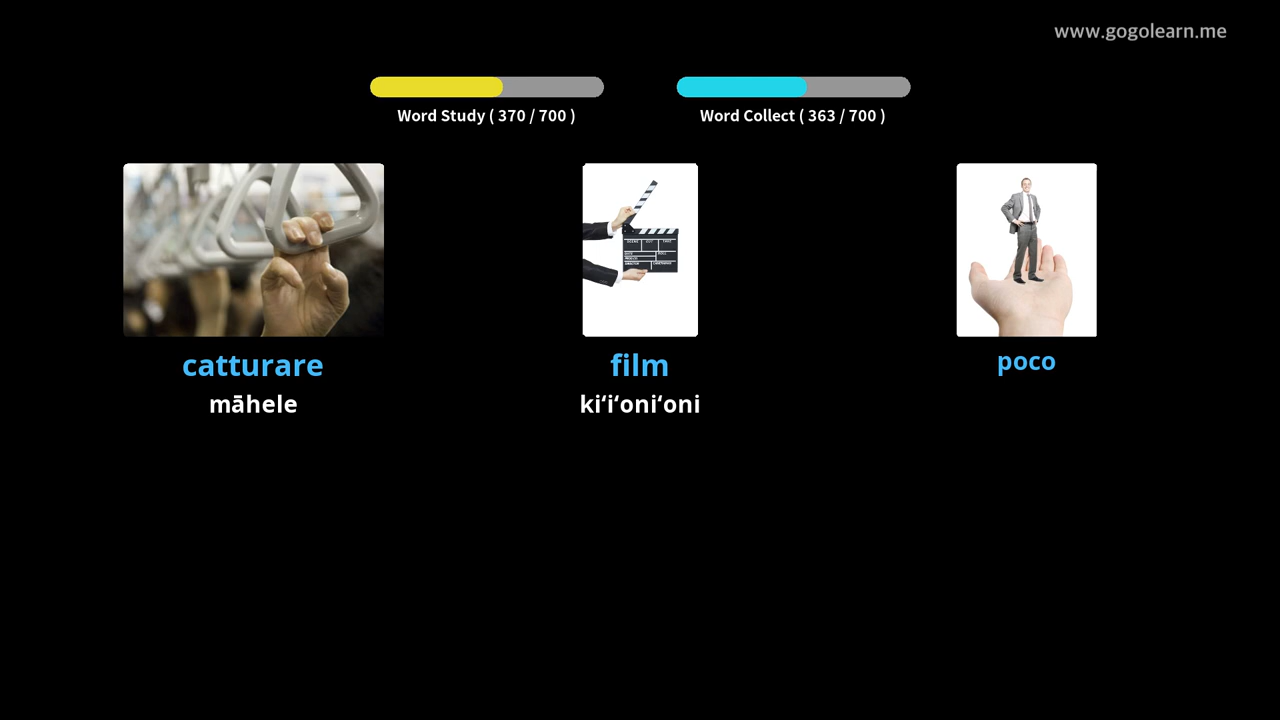 www.gogolearn.me
Word Study ( 370 / 700 )
Word Collect ( 363 / 700 )
catturare
film
poco
māhele
kiʻiʻoniʻoni